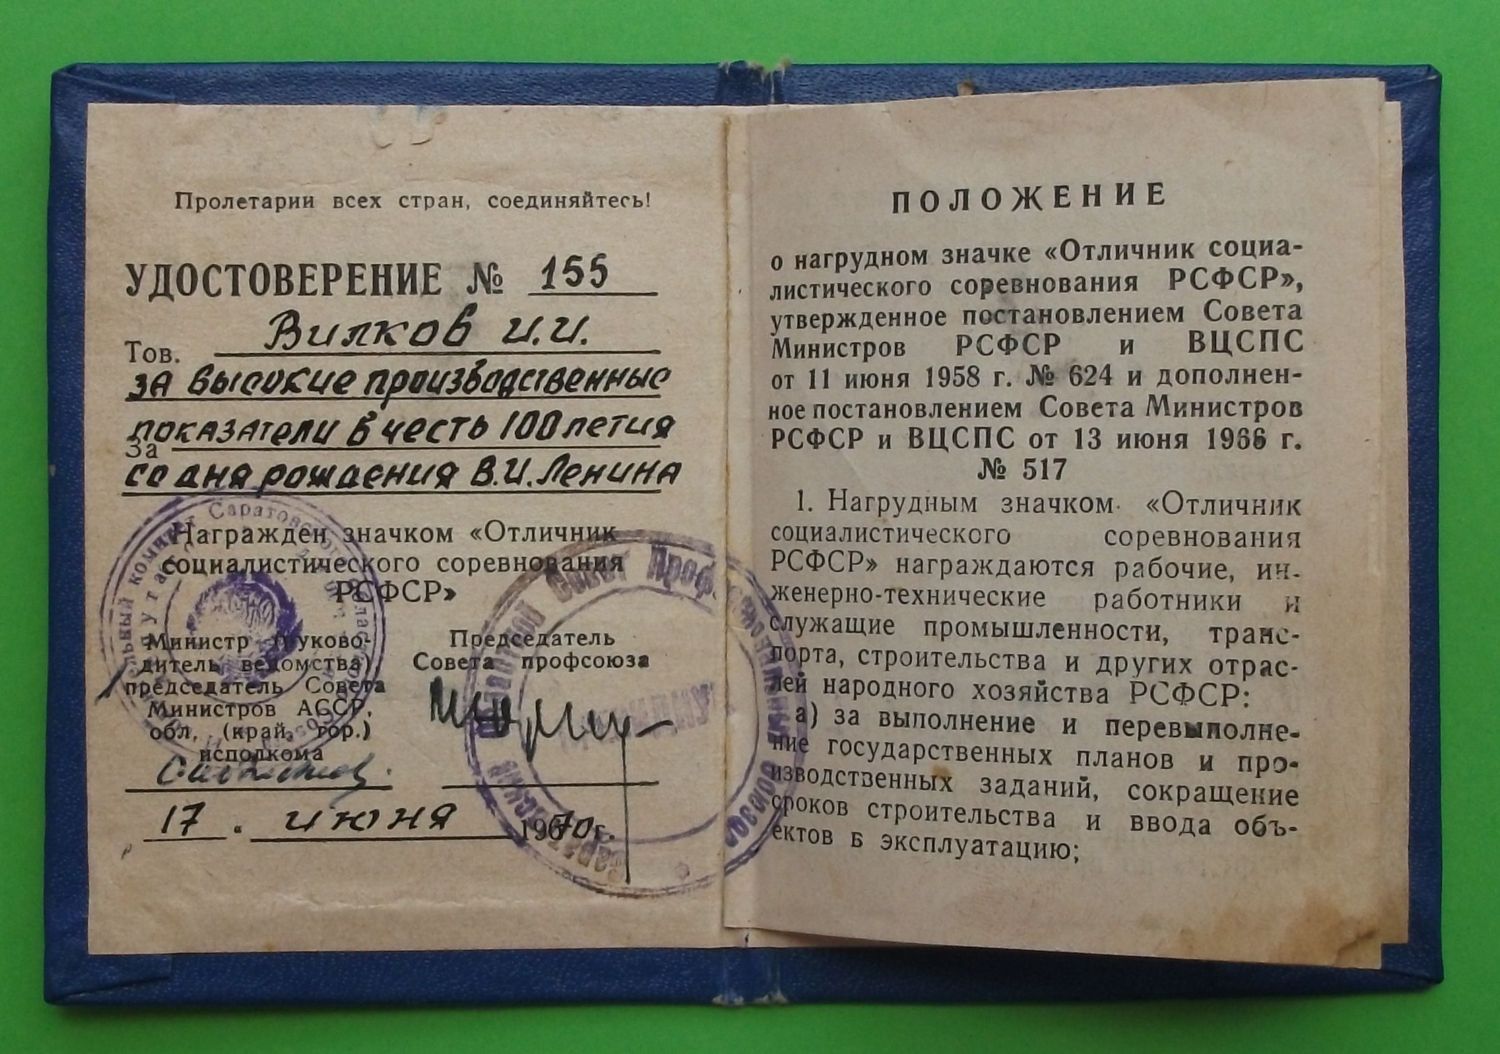 Пролетарии всех стран, соединяйтесь!
УДОСТОВЕРЕНИЕ № 155
Тов. Вилков И.И.
за высокие производственные
показатели в честь 100 летия
За
со дня рождения В.И. Ленина
Награжден значком «Отличник
социалистического соревнования
РСФСР»
Министр (руково-
дитель ведомства),
председатель Совета
Министров АССР,
обл, (край, гор.)
исполкома
Председатель
Совета профсоюза
17. июня 1970 г.
ПОЛОЖЕНИЕ
о нагрудном значке «Отличник социа-
листического соревнования РСФСР»,
утвержденное постановлением Совета
Министров РСФСР и ВЦСПС
от 11 июня 1958 г. № 624 и дополнен-
ное постановлением Совета Министров
РСФСР и ВЦСПС от 13 июня 1966 г.
№ 517
1. Нагрудным значком «Отличник
социалистического соревнования
РСФСР» награждаются рабочие, ин-
женерно-технические работники и
служащие промышленности, транс-
порта, строительства и других отрас-
лей народного хозяйства РСФСР:
а) за выполнение и перевыполне-
ние государственных планов и про-
изводственных заданий, сокращение
сроков строительства и ввода объ-
ектов в эксплуатацию;